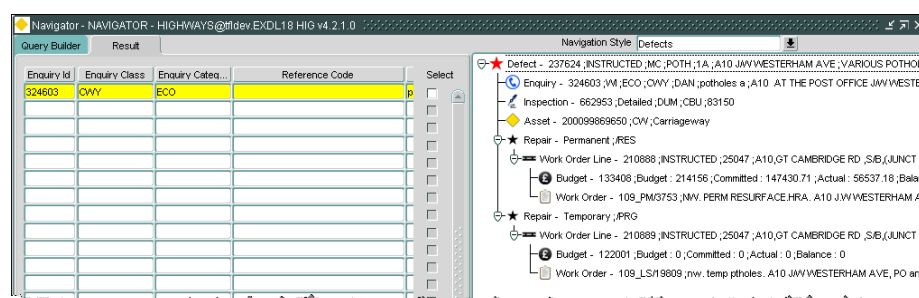 Navigator - NAVIGATOR - HIGHWAYS@tfldev.EXDL18 HIG v4.2.1.0
Query Builder Result
Navigation Style Defects
Enquiry Id Enquiry Class Enquiry Categ... Reference Code Select
324603 CWY ECO p
Defect - 237624 ;INSTRUCTED ;MC ;POTH ;1A ;A10 J/W WESTERHAM AVE ; VARIOUS POTHOL
Enquiry - 324603 ;WI ;ECO ;CWY ;DAN ;potholes a ;A10 AT THE POST OFFICE J/W WESTE
Inspection - 662953 ;Detailed ;DUM ;CBU ;83150
Asset - 200099869650 ;CW ;Carriageway
Repair - Permanent ;/RES
Work Order Line - 210888 ;INSTRUCTED ;25047 ;A10,GT CAMBRIDGE RD ,S/B,(JUNCT
Budget - 133408 ;Budget : 214156 ;Committed : 147430.71 ;Actual : 56537.18 ;Bala
Work Order - 109_PM/3753 ;NW. PERM RESURFACE.HRA. A10 J.W WESTERHAM A
Repair - Temporary ;/PRG
Work Order Line - 210889 ;INSTRUCTED ;25047 ;A10,GT CAMBRIDGE RD ,S/B,(JUNCT
Budget - 122001 ;Budget : 0 ;Committed : 0 ;Actual : 0 ;Balance : 0
Work Order - 109_LS/19809 ;nw. temp ptholes. A10 J/W WESTERHAM AVE, PO an